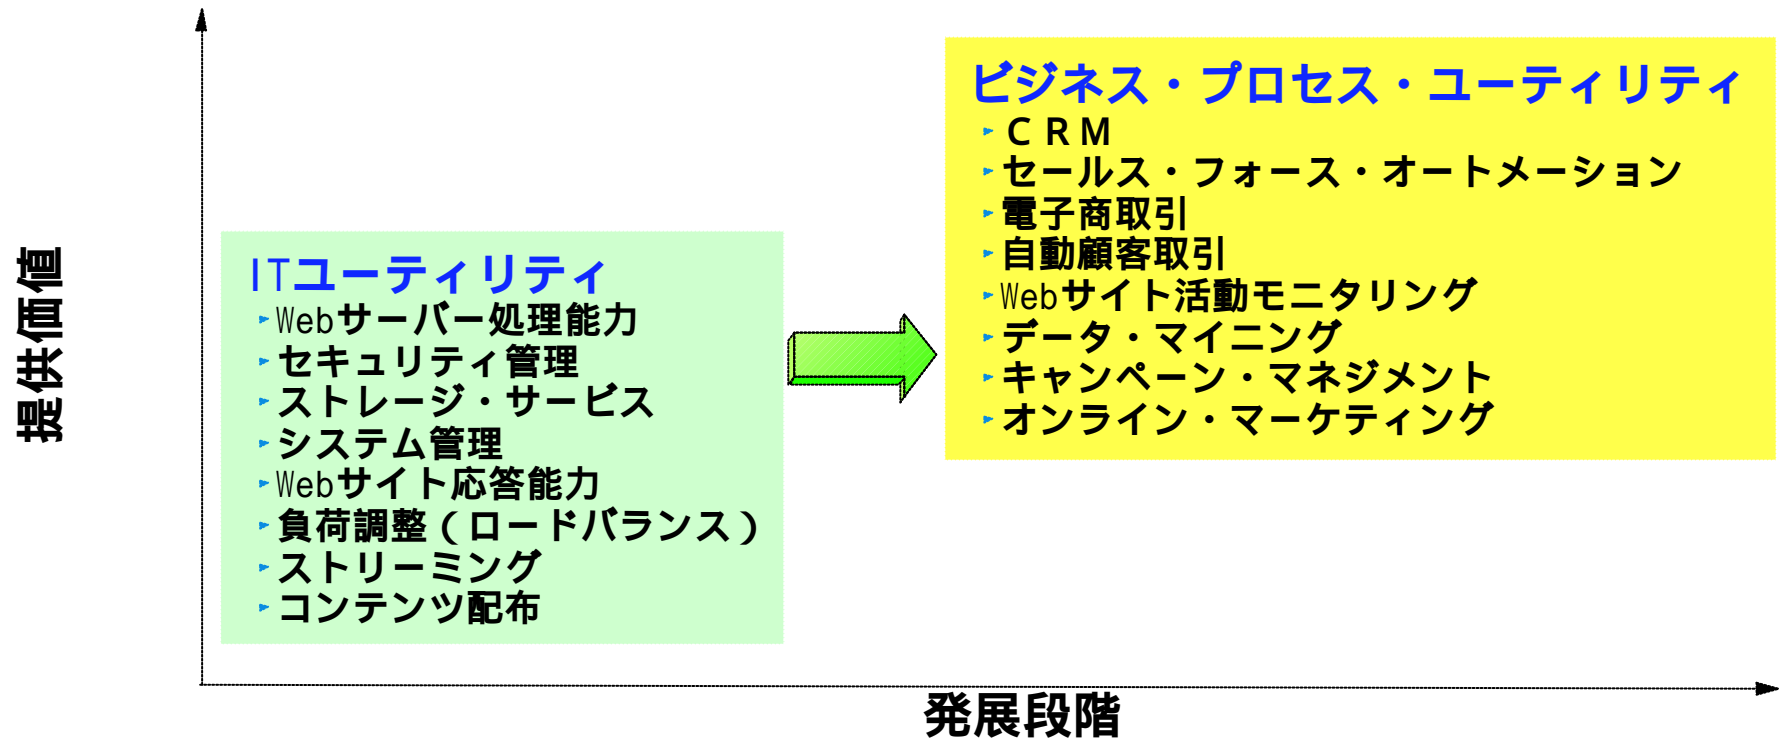 提供価値
ITユーティリティ
Webサーバー処理能力
セキュリティ管理
ストレージ・サービス
システム管理
Webサイト応答能力
負荷調整(ロードバランス)
ストリーミング
コンテンツ配布
ビジネス・プロセス・ユーティリティ
CRM
セールス・フォース・オートメーション
電子商取引
自動顧客取引
Webサイト活動モニタリング
データ・マイニング
キャンペーン・マネジメント
オンライン・マーケティング
発展段階